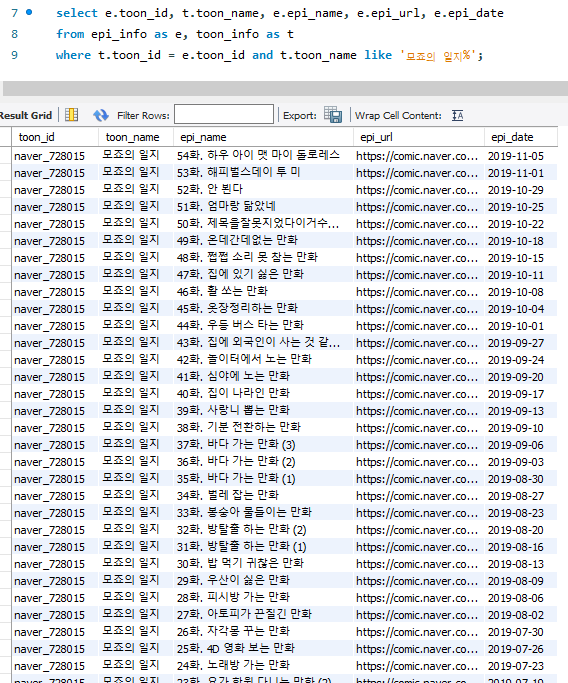 7 select e.toon_id, t.toon_name, e.epi_name, e.epi_url, e.epi_date
8 from epi_info as e, toon_info as t
9 where t.toon_id = e.toon_id and t.toon_name like '모죠의 일지%';
Result Grid Filter Rows: Export: Wrap Cell Content:
toon_id toon_name epi_name epi_url epi_date
naver_728015 모죠의 일지 54화. 하우 아이 멧 마이 돌로레스 https://comic.naver.co... 2019-11-05
naver_728015 모죠의 일지 53화. 해피벌스데이 투 미 https://comic.naver.co... 2019-11-01
naver_728015 모죠의 일지 52화. 안 뵌다 https://comic.naver.co... 2019-10-29
naver_728015 모죠의 일지 51화. 엄마랑 닮았네 https://comic.naver.co... 2019-10-25
naver_728015 모죠의 일지 50화. 제목을잘못지었다이거수... https://comic.naver.co... 2019-10-22
naver_728015 모죠의 일지 49화. 온데간데없는 만화 https://comic.naver.co... 2019-10-18
naver_728015 모죠의 일지 48화. 쩝쩝 소리 못 참는 만화 https://comic.naver.co... 2019-10-15
naver_728015 모죠의 일지 47화. 집에 있기 싫은 만화 https://comic.naver.co... 2019-10-11
naver_728015 모죠의 일지 46화. 활 쏘는 만화 https://comic.naver.co... 2019-10-08
naver_728015 모죠의 일지 45화. 옷장정리하는 만화 https://comic.naver.co... 2019-10-04
naver_728015 모죠의 일지 44화. 우등 버스 타는 만화 https://comic.naver.co... 2019-10-01
naver_728015 모죠의 일지 43화. 집에 외국인이 사는 것 같... https://comic.naver.co... 2019-09-27
naver_728015 모죠의 일지 42화. 놀이터에서 노는 만화 https://comic.naver.co... 2019-09-24
naver_728015 모죠의 일지 41화. 심야에 노는 만화 https://comic.naver.co... 2019-09-20
naver_728015 모죠의 일지 40화. 집이 나라인 만화 https://comic.naver.co... 2019-09-17
naver_728015 모죠의 일지 39화. 사랑니 뽑는 만화 https://comic.naver.co... 2019-09-13
naver_728015 모죠의 일지 38화. 기분 전환하는 만화 https://comic.naver.co... 2019-09-10
naver_728015 모죠의 일지 37화. 바다 가는 만화 (3) https://comic.naver.co... 2019-09-06
naver_728015 모죠의 일지 36화. 바다 가는 만화 (2) https://comic.naver.co... 2019-09-03
naver_728015 모죠의 일지 35화. 바다 가는 만화 (1) https://comic.naver.co... 2019-08-30
naver_728015 모죠의 일지 34화. 벌레 잡는 만화 https://comic.naver.co... 2019-08-27
naver_728015 모죠의 일지 33화. 봉숭아 물들이는 만화 https://comic.naver.co... 2019-08-23
naver_728015 모죠의 일지 32화. 방탈출 하는 만화 (2) https://comic.naver.co... 2019-08-20
naver_728015 모죠의 일지 31화. 방탈출 하는 만화 (1) https://comic.naver.co... 2019-08-16
naver_728015 모죠의 일지 30화. 밥 먹기 귀찮은 만화 https://comic.naver.co... 2019-08-13
naver_728015 모죠의 일지 29화. 우산이 싫은 만화 https://comic.naver.co... 2019-08-09
naver_728015 모죠의 일지 28화. 피시방 가는 만화 https://comic.naver.co... 2019-08-06
naver_728015 모죠의 일지 27화. 아토피가 끈질긴 만화 https://comic.naver.co... 2019-08-02
naver_728015 모죠의 일지 26화. 자각몽 꾸는 만화 https://comic.naver.co... 2019-07-30
naver_728015 모죠의 일지 25화. 4D 영화 보는 만화 https://comic.naver.co... 2019-07-26
naver_728015 모죠의 일지 24화. 노래방 가는 만화 https://comic.naver.co... 2019-07-23